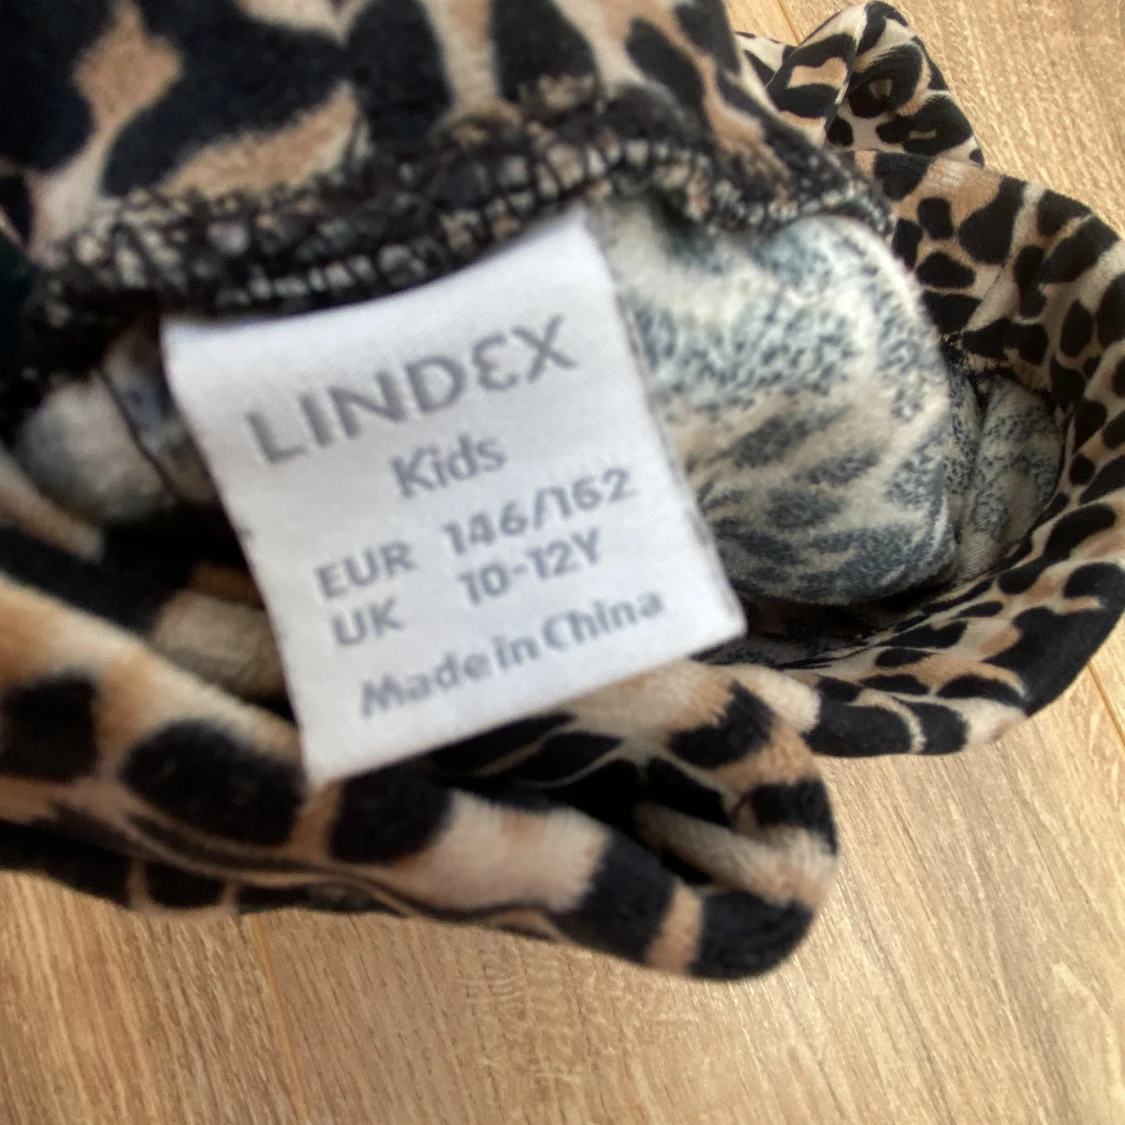 LINDEX
Kids
EUR 146/152
UK 10-12Y
Made in China